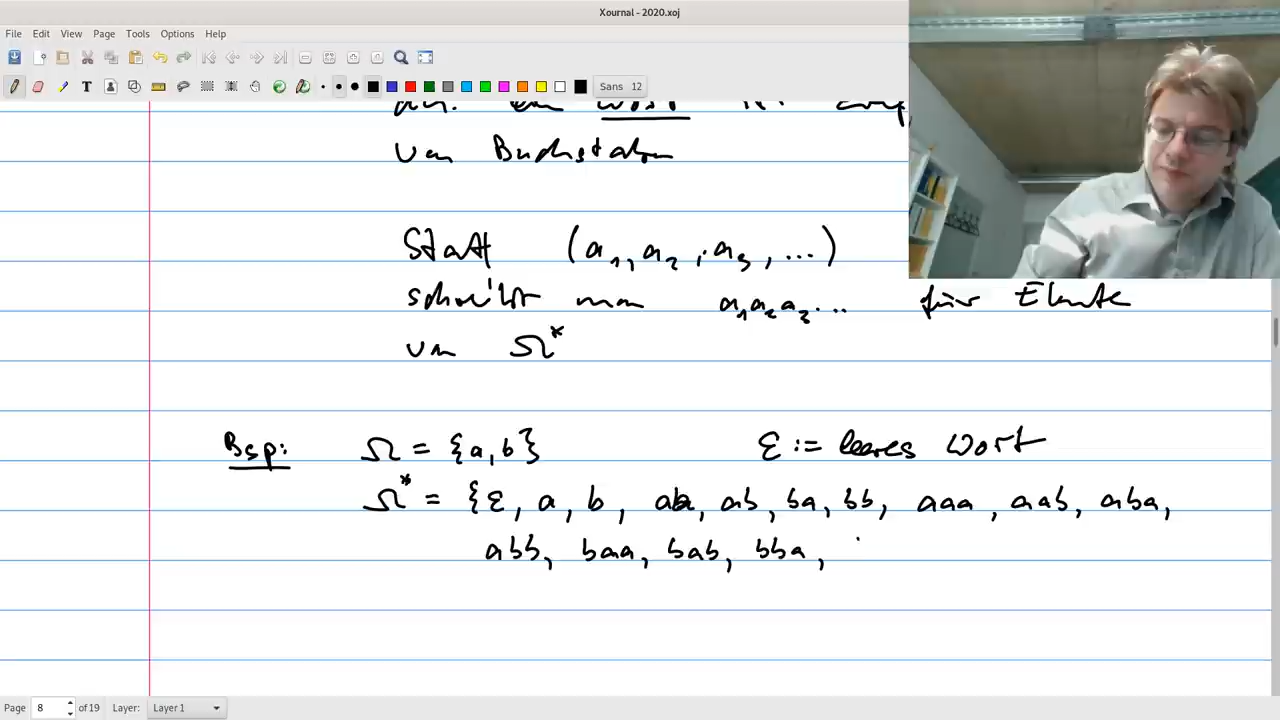 Xournal - 2020.xoj
File Edit View Page Tools Options Help
T Sans 12
Wort
von Buchstaben
Statt (a₁, a₂, a₃, ...)
schreibt man a₁a₂a₃... für Elemte
von Ω*
Bsp: Ω = {a, b} ε := leeres Wort
Ω* = {ε, a, b, aa, ab, ba, bb, aaa, aab, aba,
abb, baa, bab, bba,
Page 8 of 19 Layer: Layer 1